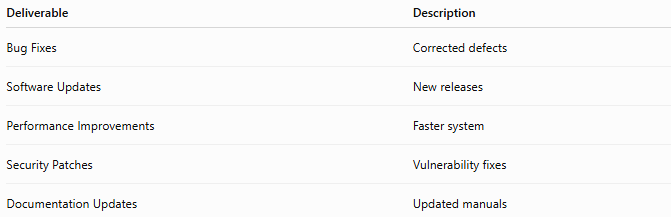 Deliverable Description
Bug Fixes Corrected defects
Software Updates New releases
Performance Improvements Faster system
Security Patches Vulnerability fixes
Documentation Updates Updated manuals